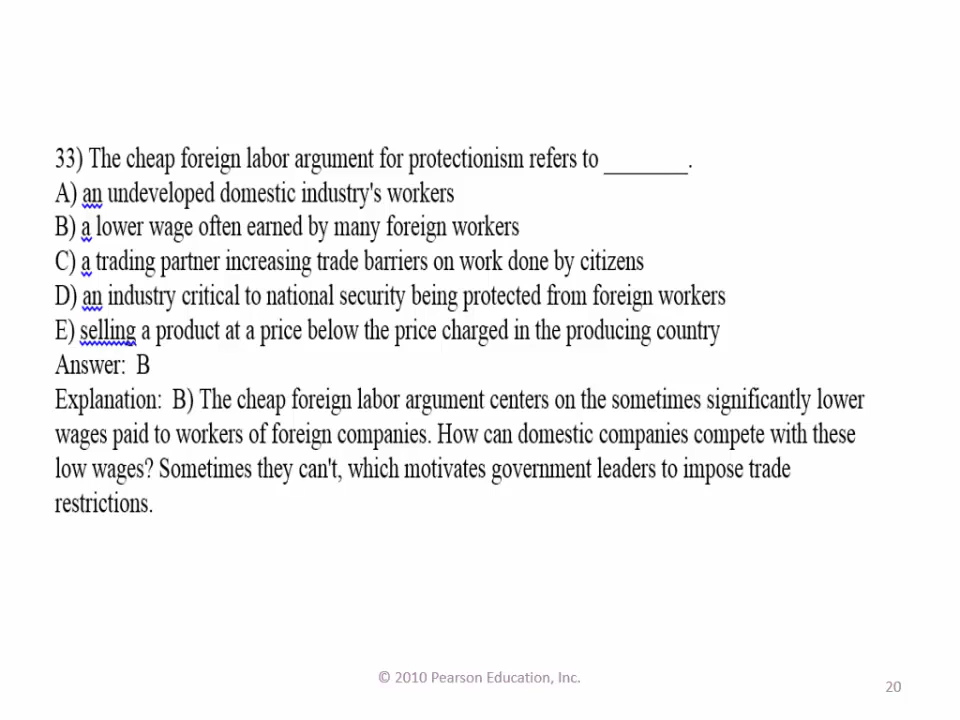 33) The cheap foreign labor argument for protectionism refers to ________.
A) an undeveloped domestic industry's workers
B) a lower wage often earned by many foreign workers
C) a trading partner increasing trade barriers on work done by citizens
D) an industry critical to national security being protected from foreign workers
E) selling a product at a price below the price charged in the producing country
Answer:  B
Explanation:  B) The cheap foreign labor argument centers on the sometimes significantly lower
wages paid to workers of foreign companies. How can domestic companies compete with these
low wages? Sometimes they can't, which motivates government leaders to impose trade
restrictions.
© 2010 Pearson Education, Inc.
20